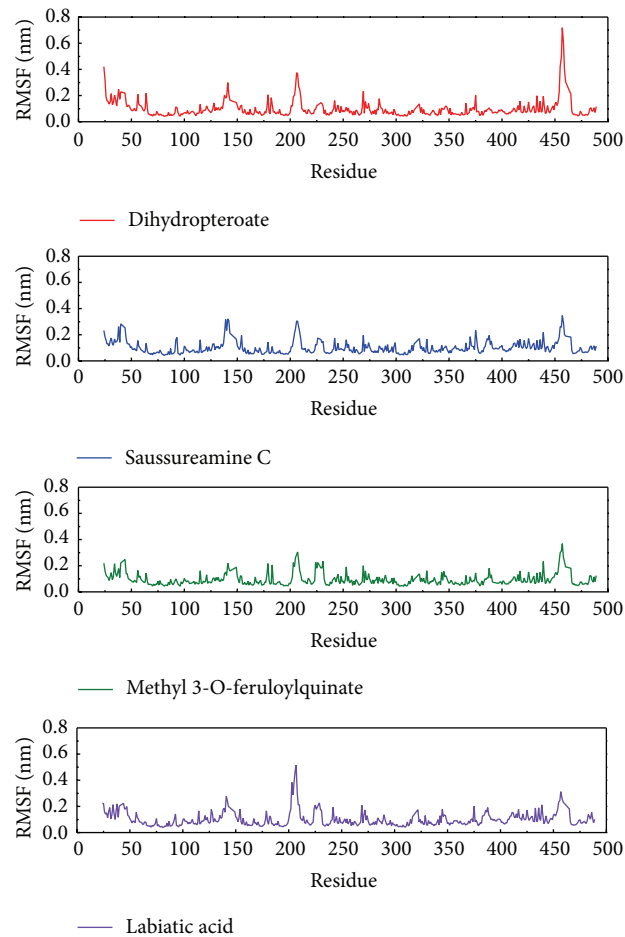 RMSF (nm)
0.8
0.6
0.4
0.2
0.0
0 50 100 150 200 250 300 350 400 450 500
Residue
Dihydropteroate
RMSF (nm)
0.8
0.6
0.4
0.2
0.0
0 50 100 150 200 250 300 350 400 450 500
Residue
Saussureamine C
RMSF (nm)
0.8
0.6
0.4
0.2
0.0
0 50 100 150 200 250 300 350 400 450 500
Residue
Methyl 3-O-feruloylquinate
RMSF (nm)
0.8
0.6
0.4
0.2
0.0
0 50 100 150 200 250 300 350 400 450 500
Residue
Labiatic acid